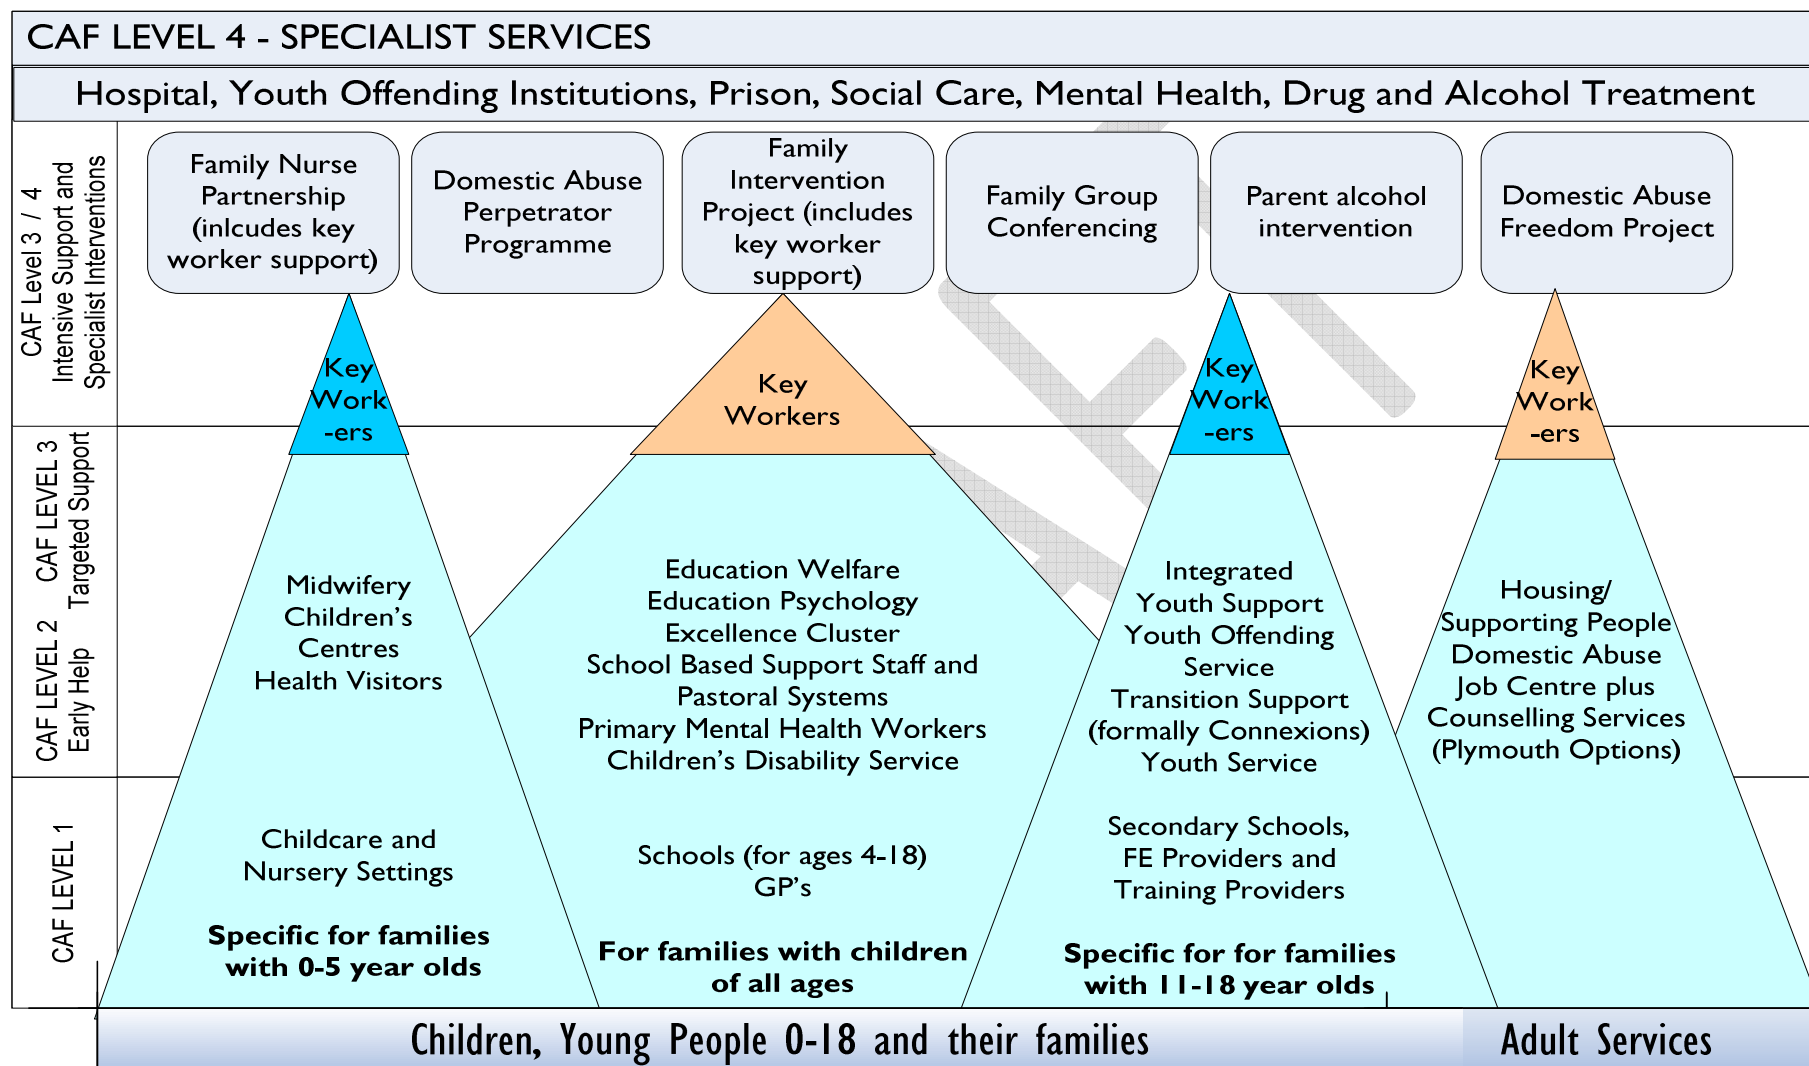 CAF LEVEL 4 - SPECIALIST SERVICES
Hospital, Youth Offending Institutions, Prison, Social Care, Mental Health, Drug and Alcohol Treatment
CAF Level 3 / 4
Intensive Support and
Specialist Interventions
Family Nurse
Partnership
(inlcudes key
worker support)
Domestic Abuse
Perpetrator
Programme
Family
Intervention
Project (includes
key worker
support)
Family Group
Conferencing
Parent alcohol
intervention
Domestic Abuse
Freedom Project
Key
Work
-ers
Key
Workers
Key
Work
-ers
Key
Work
-ers
CAF LEVEL 2 CAF LEVEL 3
Early Help Targeted Support
Midwifery
Children’s
Centres
Health Visitors
Education Welfare
Education Psychology
Excellence Cluster
School Based Support Staff and
Pastoral Systems
Primary Mental Health Workers
Children’s Disability Service
Integrated
Youth Support
Youth Offending
Service
Transition Support
(formally Connexions)
Youth Service
Housing/
Supporting People
Domestic Abuse
Job Centre plus
Counselling Services
(Plymouth Options)
CAF LEVEL 1
Childcare and
Nursery Settings
Specific for families
with 0-5 year olds
Schools (for ages 4-18)
GP’s
For families with children
of all ages
Secondary Schools,
FE Providers and
Training Providers
Specific for for families
with 11-18 year olds
Children, Young People 0-18 and their families
Adult Services